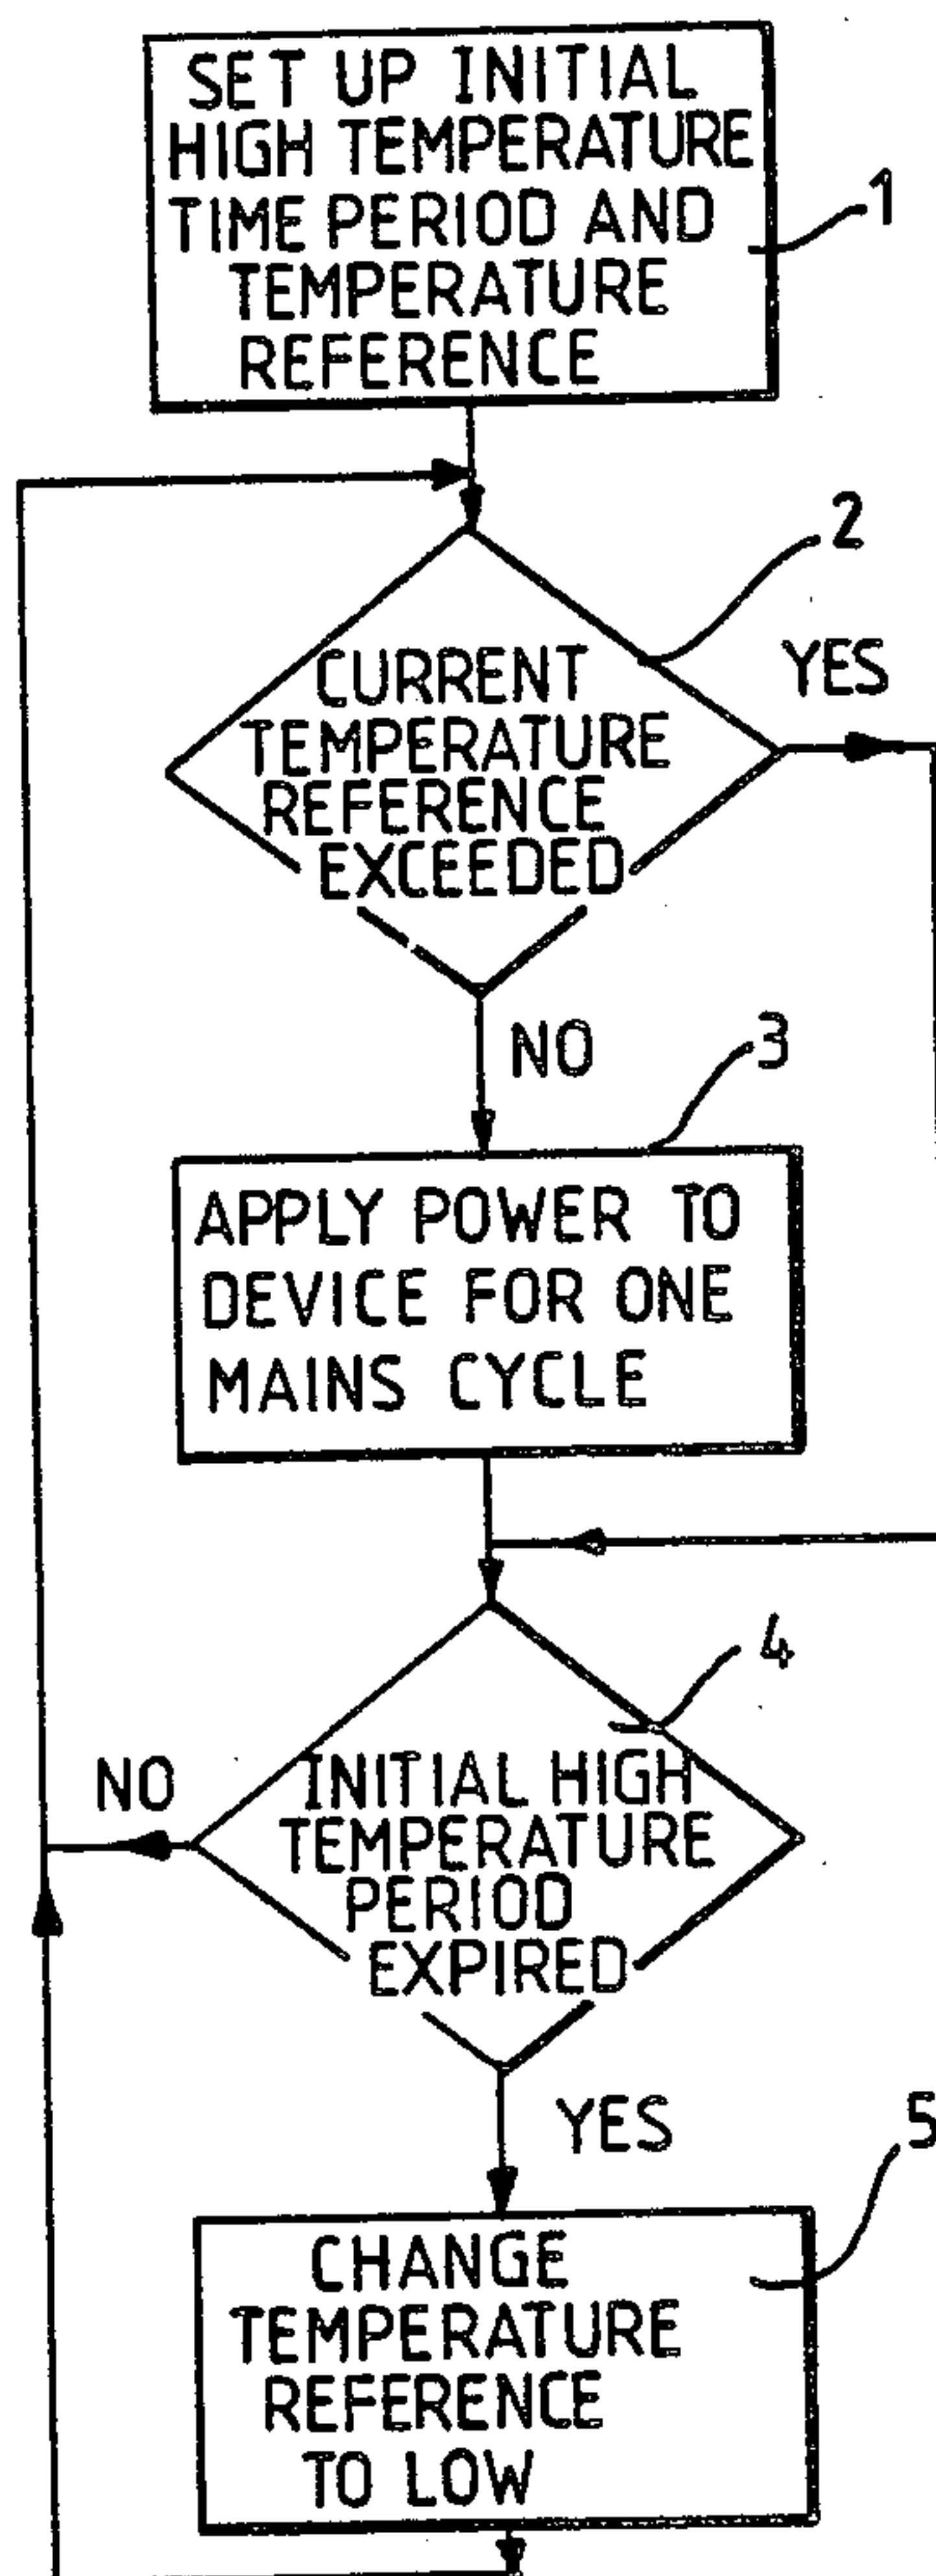 SET UP INITIAL
HIGH TEMPERATURE
TIME PERIOD AND
TEMPERATURE
REFERENCE
1
2
YES
CURRENT
TEMPERATURE
REFERENCE
EXCEEDED
NO
3
APPLY POWER TO
DEVICE FOR ONE
MAINS CYCLE
4
NO
INITIAL HIGH
TEMPERATURE
PERIOD
EXPIRED
YES
5
CHANGE
TEMPERATURE
REFERENCE
TO LOW